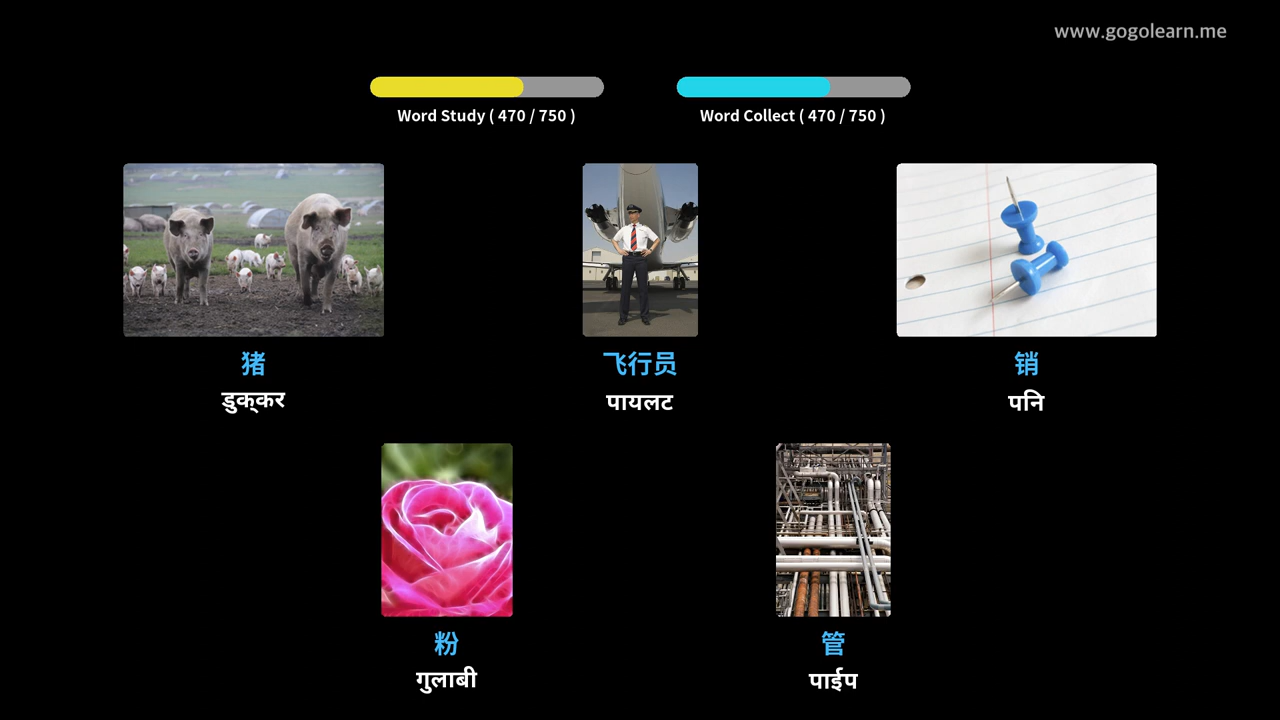 www.gogolearn.me
Word Study ( 470 / 750 )
Word Collect ( 470 / 750 )
猪
डुक्कर
飞行员
पायलट
销
पनि
粉
गुलाबी
管
पाईप